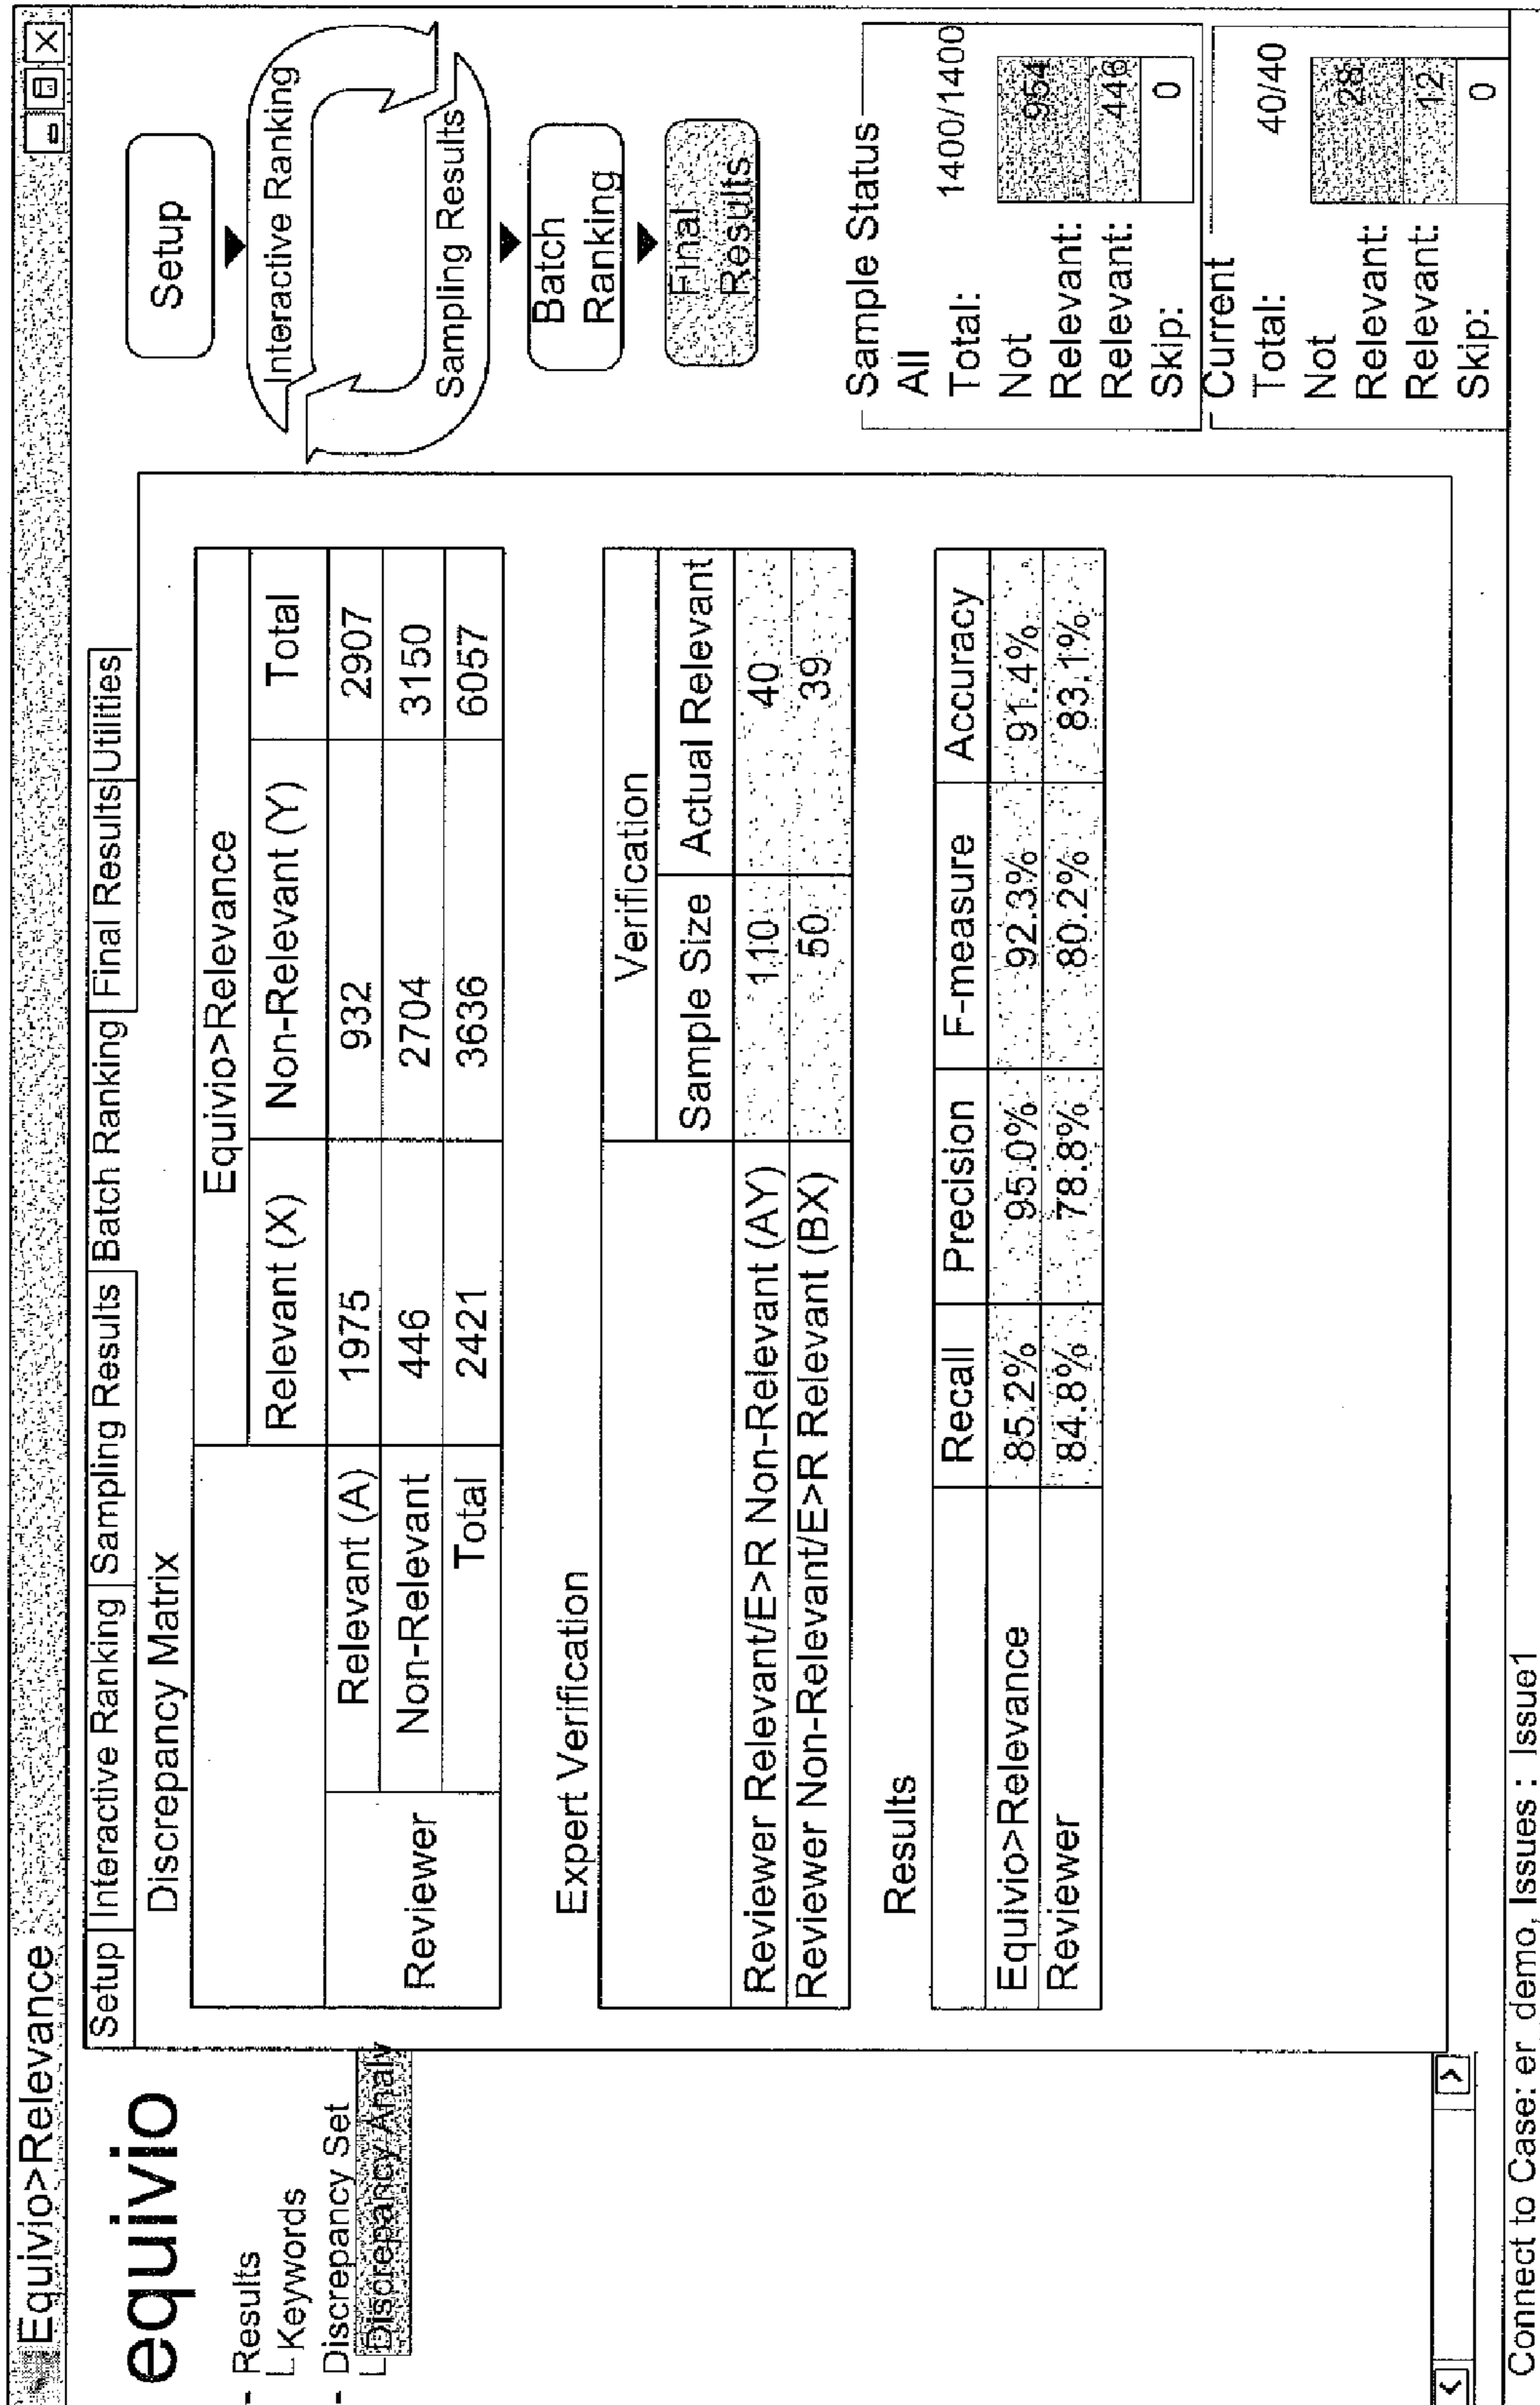 Equivio>Relevance
equivio
- Results
Keywords
- Discrepancy Set
Discrepancy Analy
Setup Interactive Ranking Sampling Results Batch Ranking Final Results Utilities
Discrepancy Matrix
Equivio>Relevance
Relevant (X) Non-Relevant (Y) Total
Reviewer
Relevant (A) 1975 932 2907
Non-Relevant 446 2704 3150
Total 2421 3636 6057
Expert Verification
Verification
Sample Size Actual Relevant
Reviewer Relevant/E>R Non-Relevant (AY) 110 40
Reviewer Non-Relevant/E>R Relevant (BX) 50 39
Results
Recall Precision F-measure Accuracy
Equivio>Relevance 85.2% 95.0% 92.3% 91.4%
Reviewer 84.8% 78.8% 80.2% 83.1%
Setup
Interactive Ranking
Sampling Results
Batch
Ranking
Final
Results
Sample Status
All
Total: 1400/1400
Not
Relevant: 954
Relevant: 446
Skip: 0
Current
Total: 40/40
Not
Relevant: 28
Relevant: 12
Skip: 0
Connect to Case: er demo, Issues : Issue1